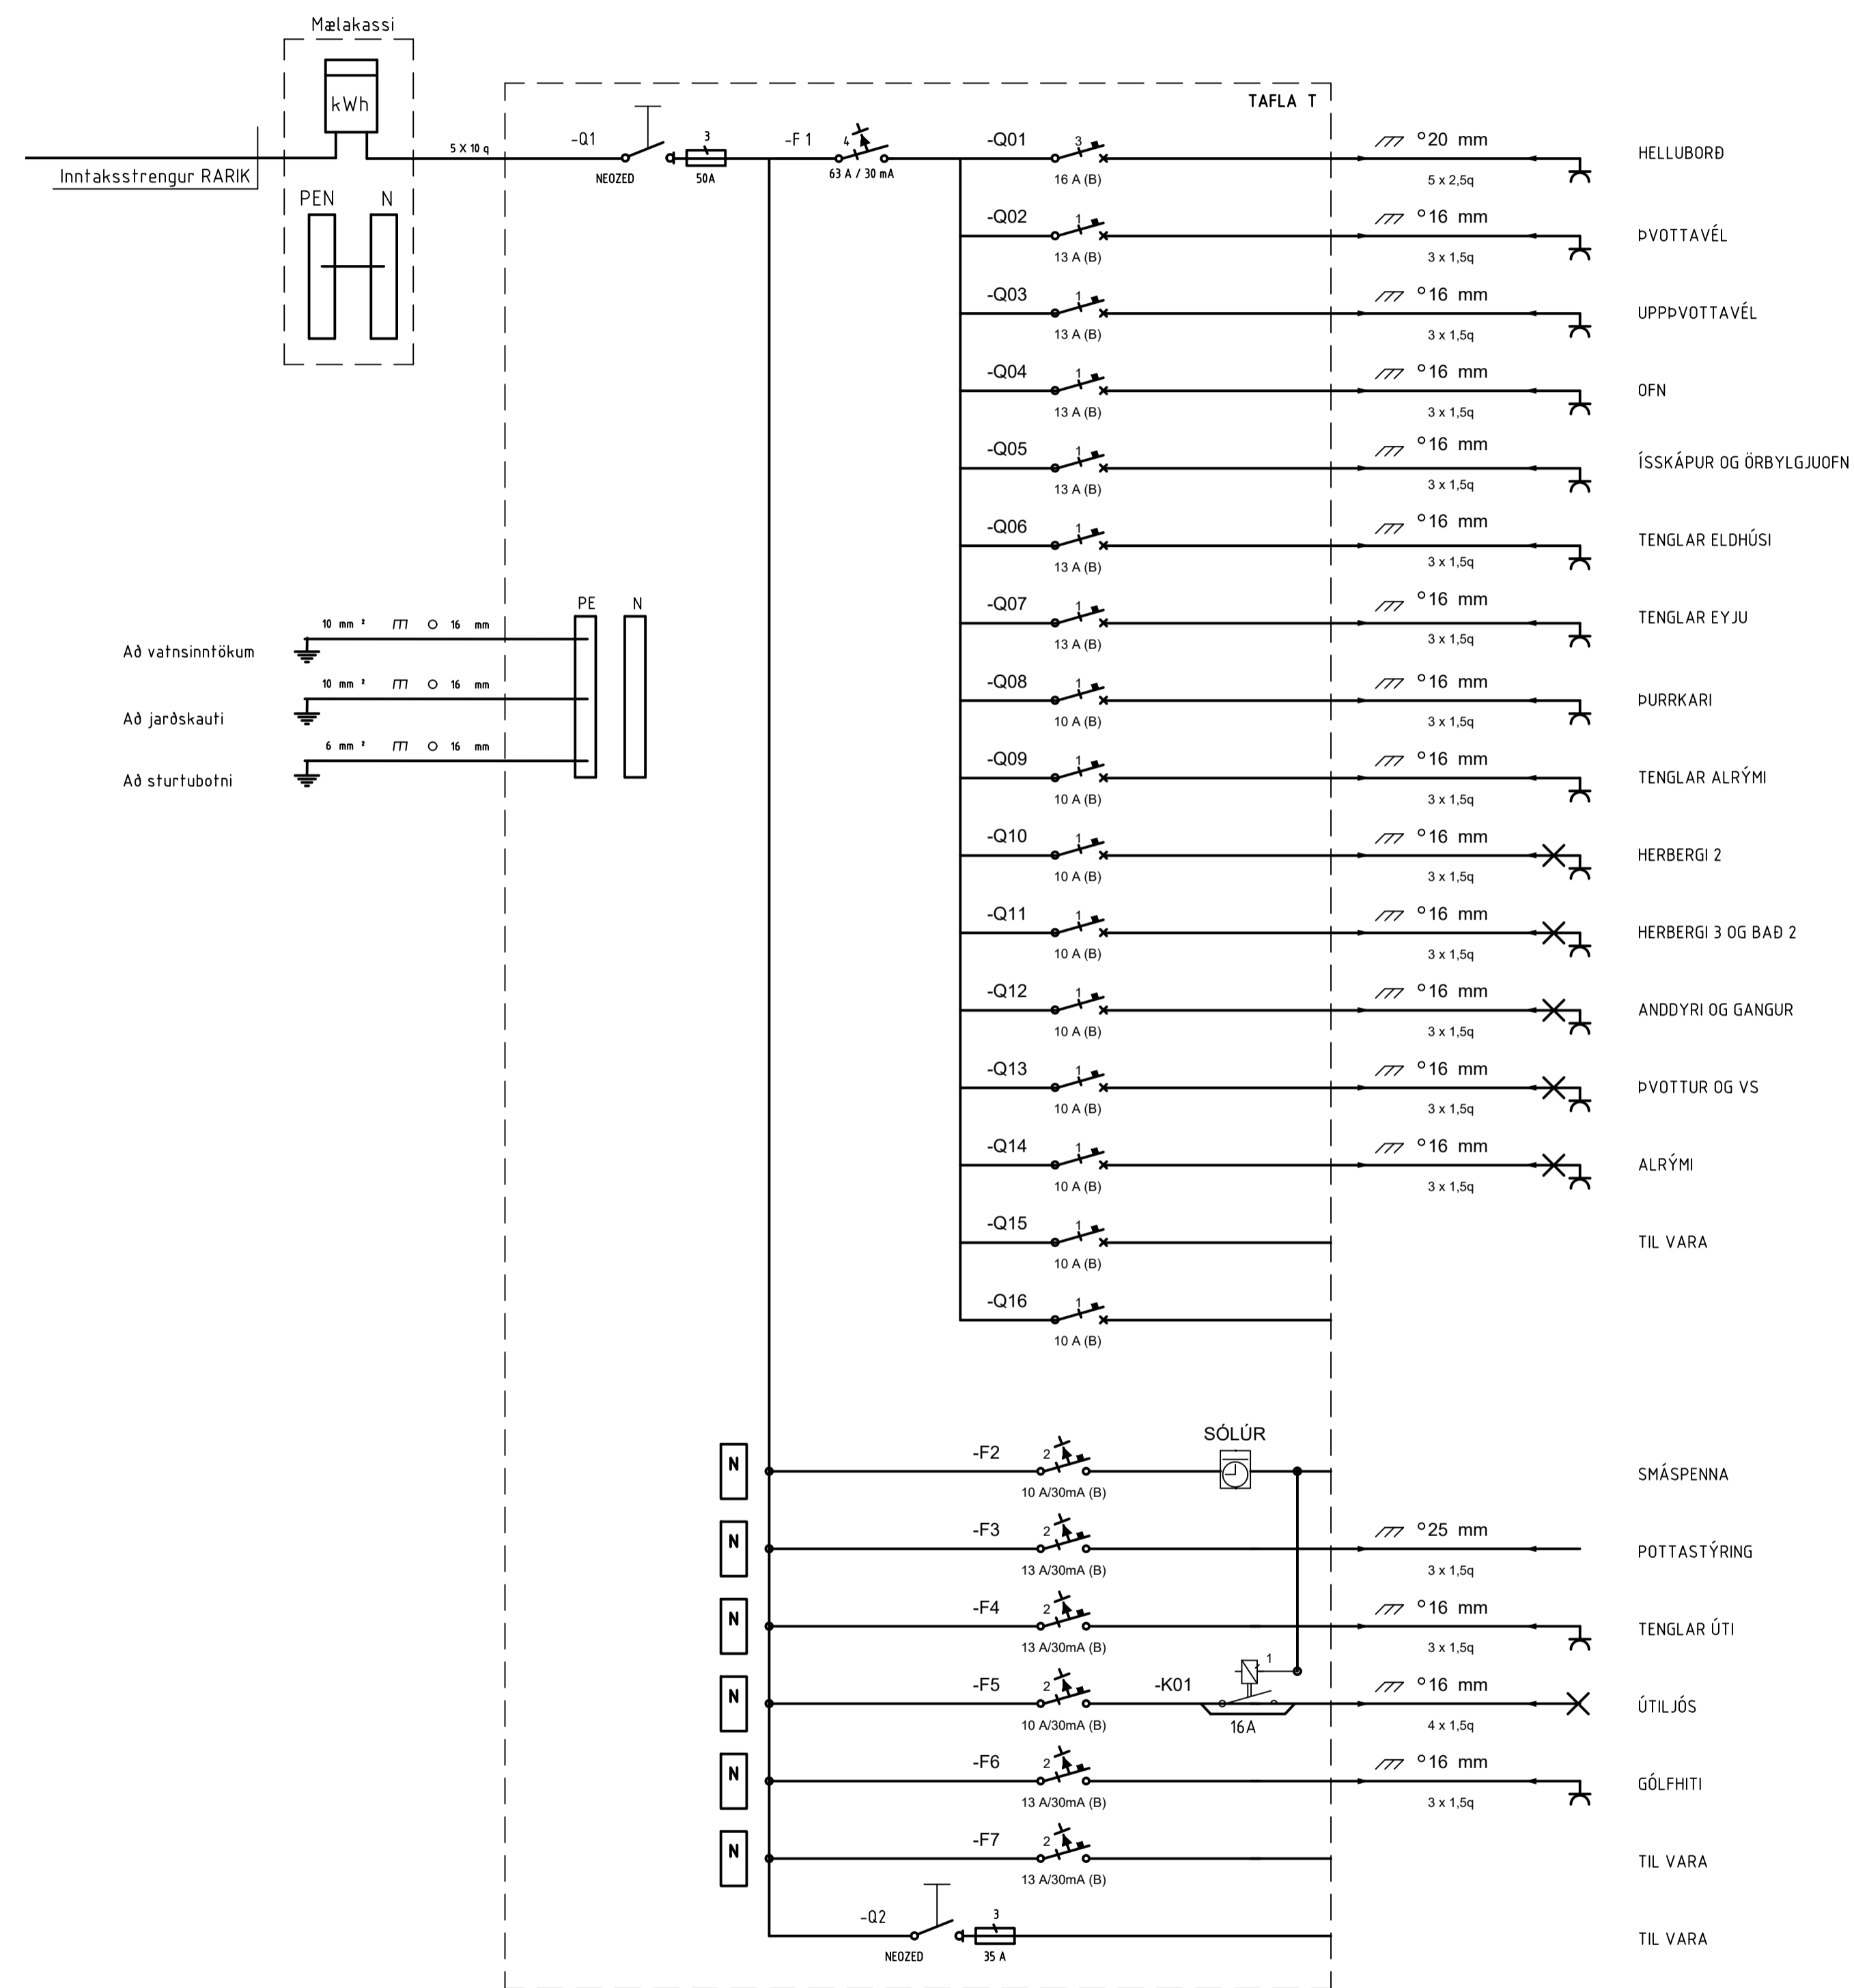 Mælakassi
kWh
TAFLA T
Inntaksstrengur RARIK
5 X 10 q
-Q1
NEOZED
3
50A
-F 1
4
63 A / 30 mA
PEN N
-Q01 3 °20 mm HELLUBORÐ
16 A (B) 5 x 2,5q
-Q02 1 °16 mm ÞVOTTAVÉL
13 A (B) 3 x 1,5q
-Q03 1 °16 mm UPPÞVOTTAVÉL
13 A (B) 3 x 1,5q
-Q04 1 °16 mm OFN
13 A (B) 3 x 1,5q
-Q05 1 °16 mm ÍSSKÁPUR OG ÖRBYLGJUOFN
13 A (B) 3 x 1,5q
-Q06 1 °16 mm TENGLAR ELDHÚSI
13 A (B) 3 x 1,5q
-Q07 1 °16 mm TENGLAR EYJU
13 A (B) 3 x 1,5q
PE N
10 mm ² 16 mm
Að vatnsinntökum
10 mm ² 16 mm
Að jarðskauti
6 mm ² 16 mm
Að sturtubotni
-Q08 1 °16 mm ÞURRKARI
10 A (B) 3 x 1,5q
-Q09 1 °16 mm TENGLAR ALRÝMI
10 A (B) 3 x 1,5q
-Q10 1 °16 mm HERBERGI 2
10 A (B) 3 x 1,5q
-Q11 1 °16 mm HERBERGI 3 OG BAÐ 2
10 A (B) 3 x 1,5q
-Q12 1 °16 mm ANDDYRI OG GANGUR
10 A (B) 3 x 1,5q
-Q13 1 °16 mm ÞVOTTUR OG VS
10 A (B) 3 x 1,5q
-Q14 1 °16 mm ALRÝMI
10 A (B) 3 x 1,5q
-Q15 1 TIL VARA
10 A (B)
-Q16 1
10 A (B)
SÓLÚR
N -F2 2 SMÁSPENNA
10 A/30mA (B)
N -F3 2 °25 mm POTTASTÝRING
13 A/30mA (B) 3 x 1,5q
N -F4 2 °16 mm TENGLAR ÚTI
13 A/30mA (B) 3 x 1,5q
N -F5 2 -K01 1 °16 mm ÚTILJÓS
10 A/30mA (B) 16A 4 x 1,5q
N -F6 2 °16 mm GÓLFHITI
13 A/30mA (B) 3 x 1,5q
N -F7 2 TIL VARA
13 A/30mA (B)
-Q2 3 TIL VARA
NEOZED 35 A